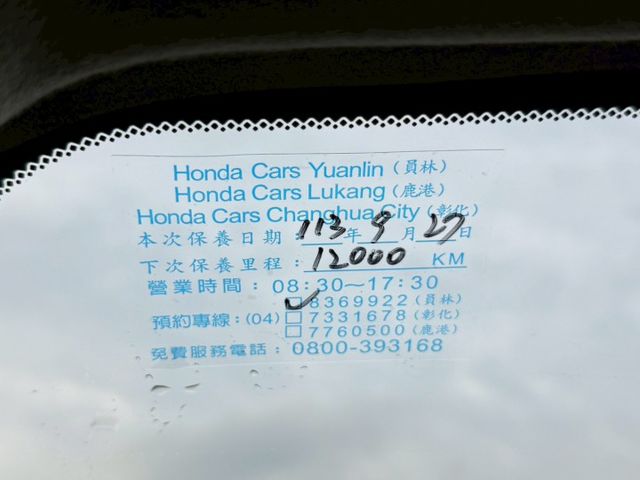 Honda Cars Yuanlin (員林)
Honda Cars Lukang (鹿港)
Honda Cars Changhua City (彰化)
本次保養日期：113年 9 月 27日
下次保養里程：12000 KM
營業時間：08:30～17:30
☑8369922(員林)
預約專線：(04) □7331678(彰化)
□7760500(鹿港)
免費服務電話：0800-393168